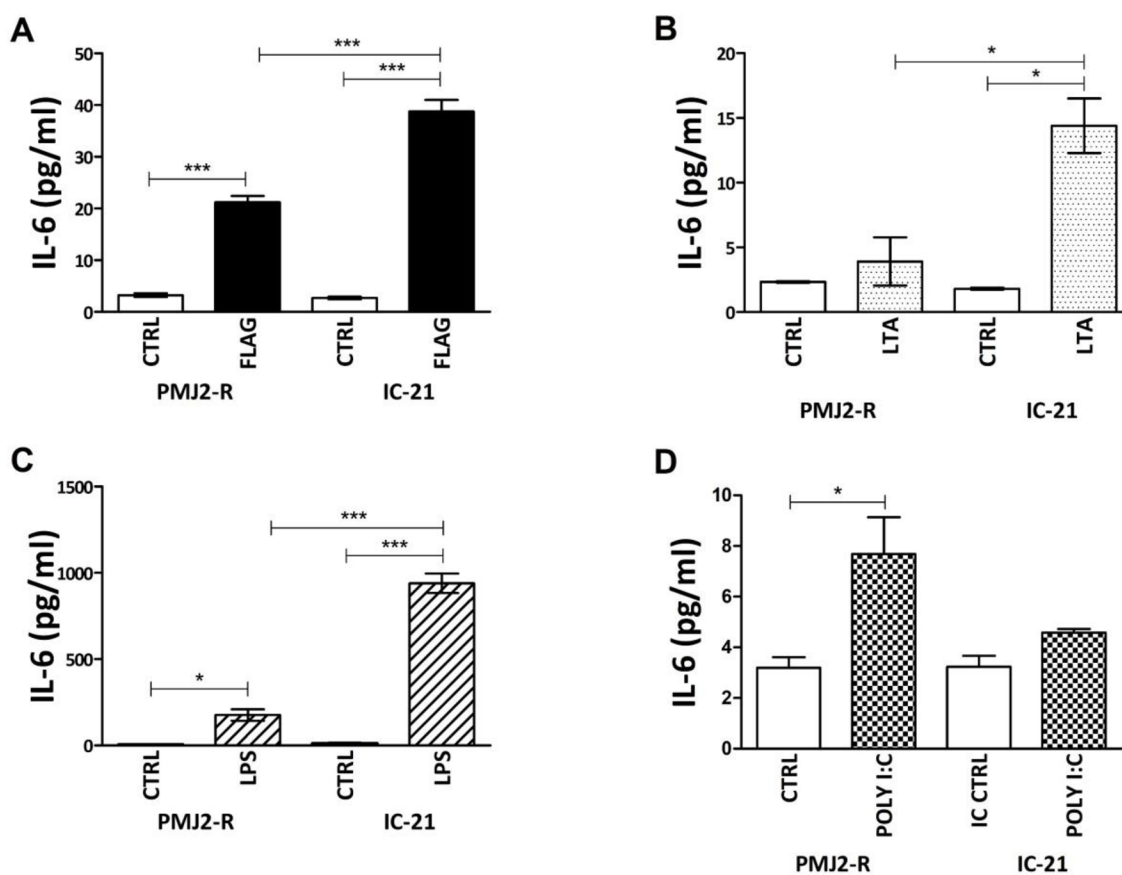 A
IL-6 (pg/ml)
50
40
30
20
10
0
***
***
***
CTRL
FLAG
CTRL
FLAG
PMJ2-R
IC-21
B
IL-6 (pg/ml)
20
15
10
5
0
*
*
CTRL
LTA
CTRL
LTA
PMJ2-R
IC-21
C
IL-6 (pg/ml)
1500
1000
500
0
***
***
*
CTRL
LPS
CTRL
LPS
PMJ2-R
IC-21
D
IL-6 (pg/ml)
10
8
6
4
2
0
*
CTRL
POLY I:C
IC CTRL
POLY I:C
PMJ2-R
IC-21